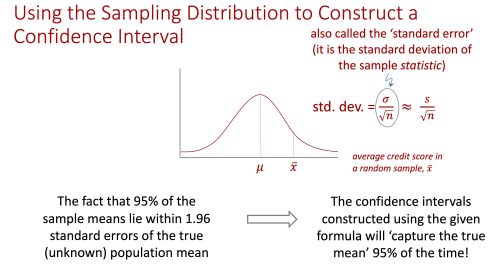 Using the Sampling Distribution to Construct a
Confidence Interval
also called the ‘standard error’
(it is the standard deviation of
the sample statistic)
std. dev. = σ/√n ≈ s/√n
μ x̄
average credit score in
a random sample, x̄
The fact that 95% of the
sample means lie within 1.96
standard errors of the true
(unknown) population mean
The confidence intervals
constructed using the given
formula will ‘capture the true
mean’ 95% of the time!